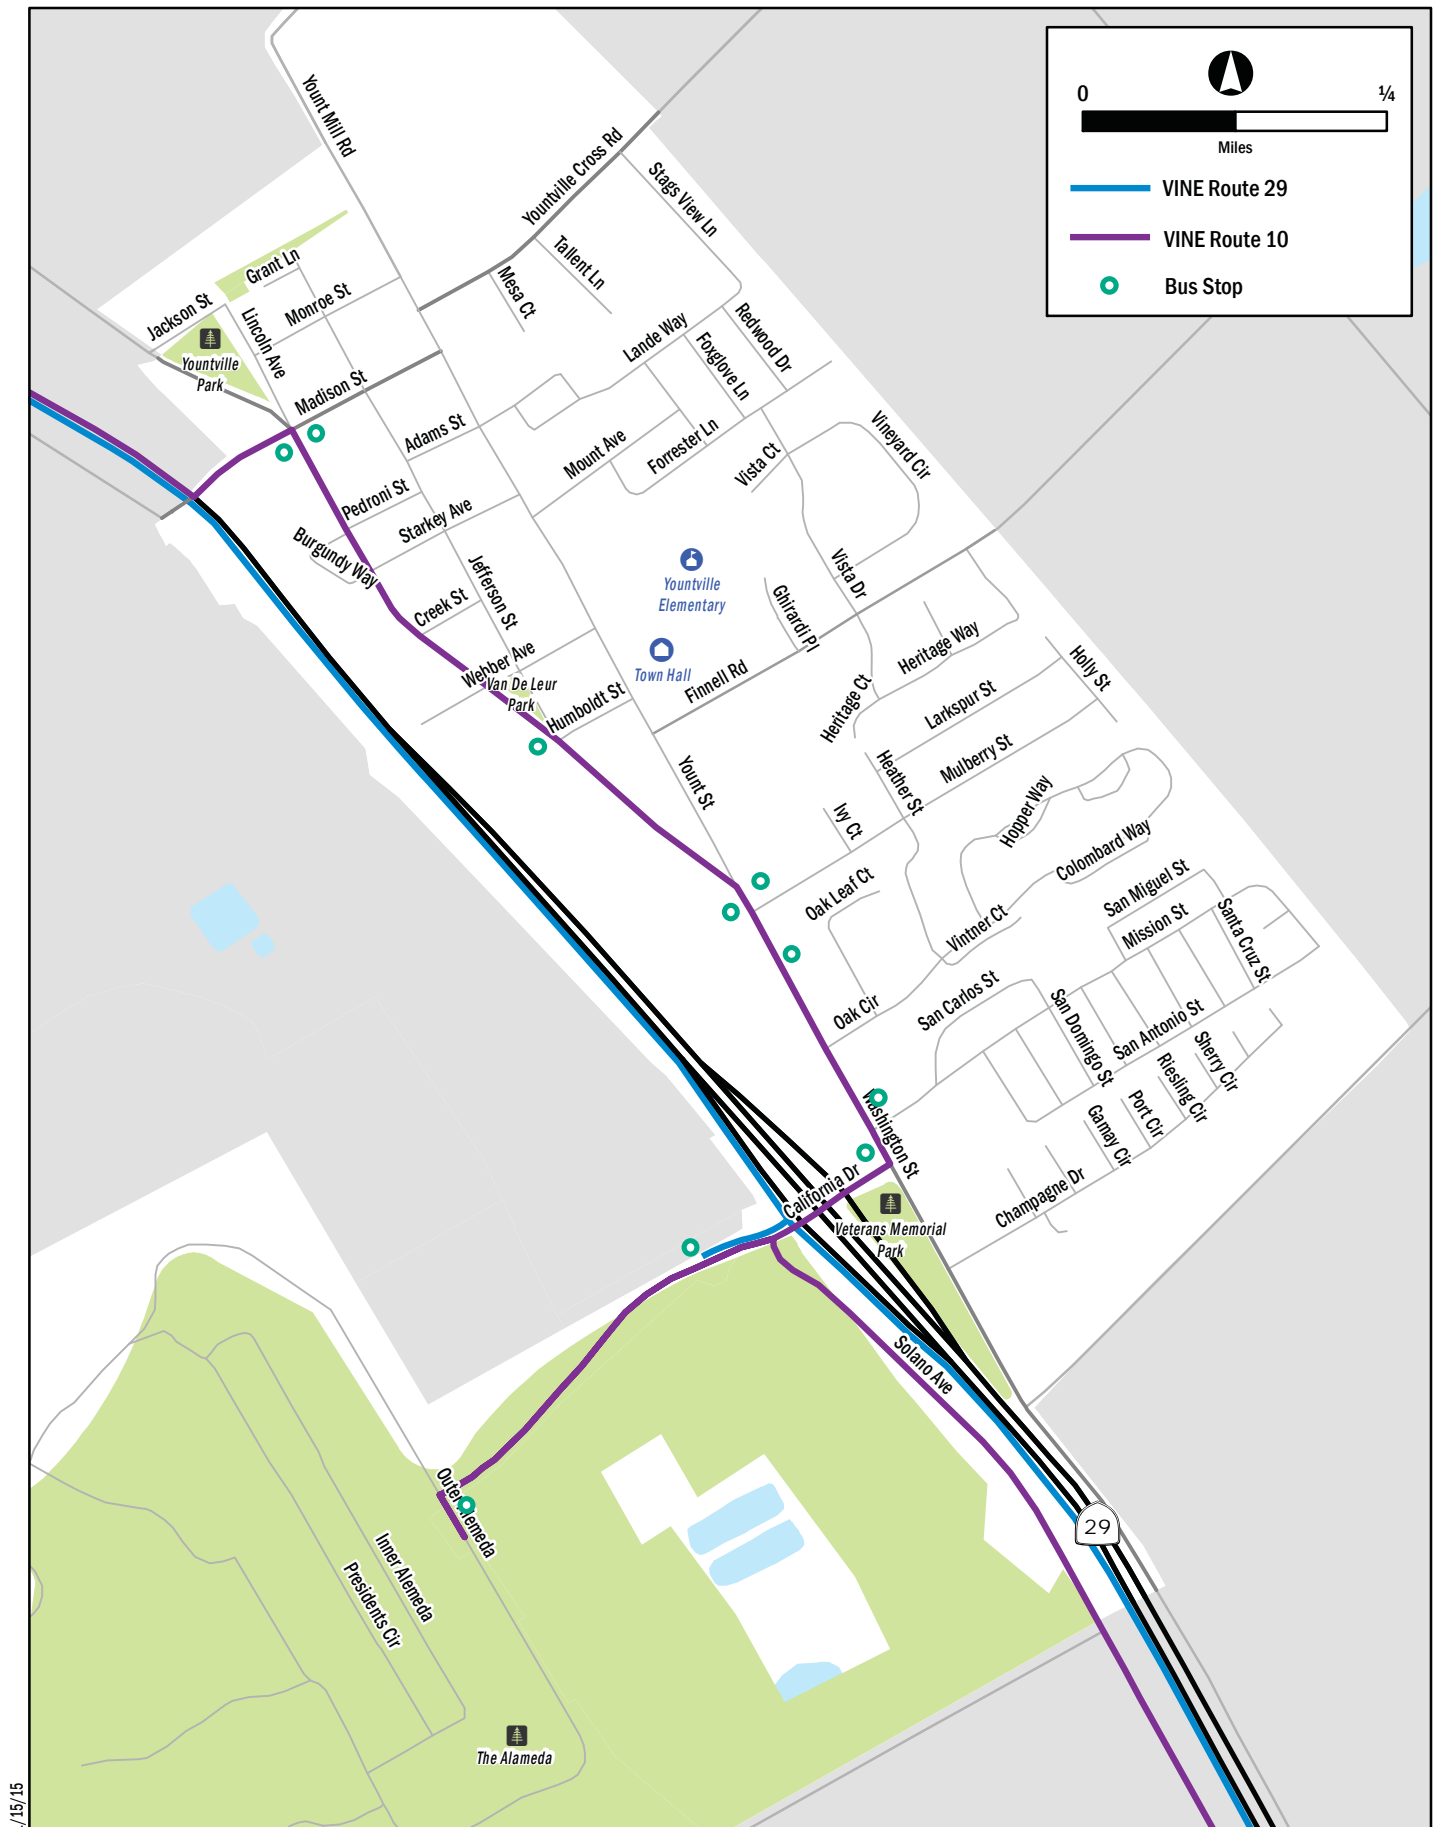 0
¼
Miles
VINE Route 29
VINE Route 10
Bus Stop
Yount Mill Rd
Yountville Cross Rd
Stags View Ln
Tallent Ln
Mesa Ct
Grant Ln
Jackson St
Monroe St
Lincoln Ave
Yountville
Park
Madison St
Lande Way
Redwood Dr
Foxglove Ln
Adams St
Mount Ave
Forrester Ln
Vista Ct
Vineyard Cir
Pedroni St
Starkey Ave
Burgundy Way
Jefferson St
Creek St
Yountville
Elementary
Vista Dr
Ghirardi Pl
Webber Ave
Van De Leur
Park
Town Hall
Finnell Rd
Humboldt St
Heritage Way
Heritage Ct
Holly St
Larkspur St
Mulberry St
Yount St
Heather St
Ivy Ct
Hopper Way
Colombard Way
Oak Leaf Ct
San Miguel St
Mission St
Santa Cruz St
Vintner Ct
Oak Cir
San Carlos St
San Domingo St
San Antonio St
Sherry Cir
Riesling Cir
Port Cir
Gamay Cir
Washington St
California Dr
Champagne Dr
Veterans Memorial
Park
Solano Ave
29
Outer Alemeda
Inner Alemeda
Presidents Cir
The Alameda
/15/15